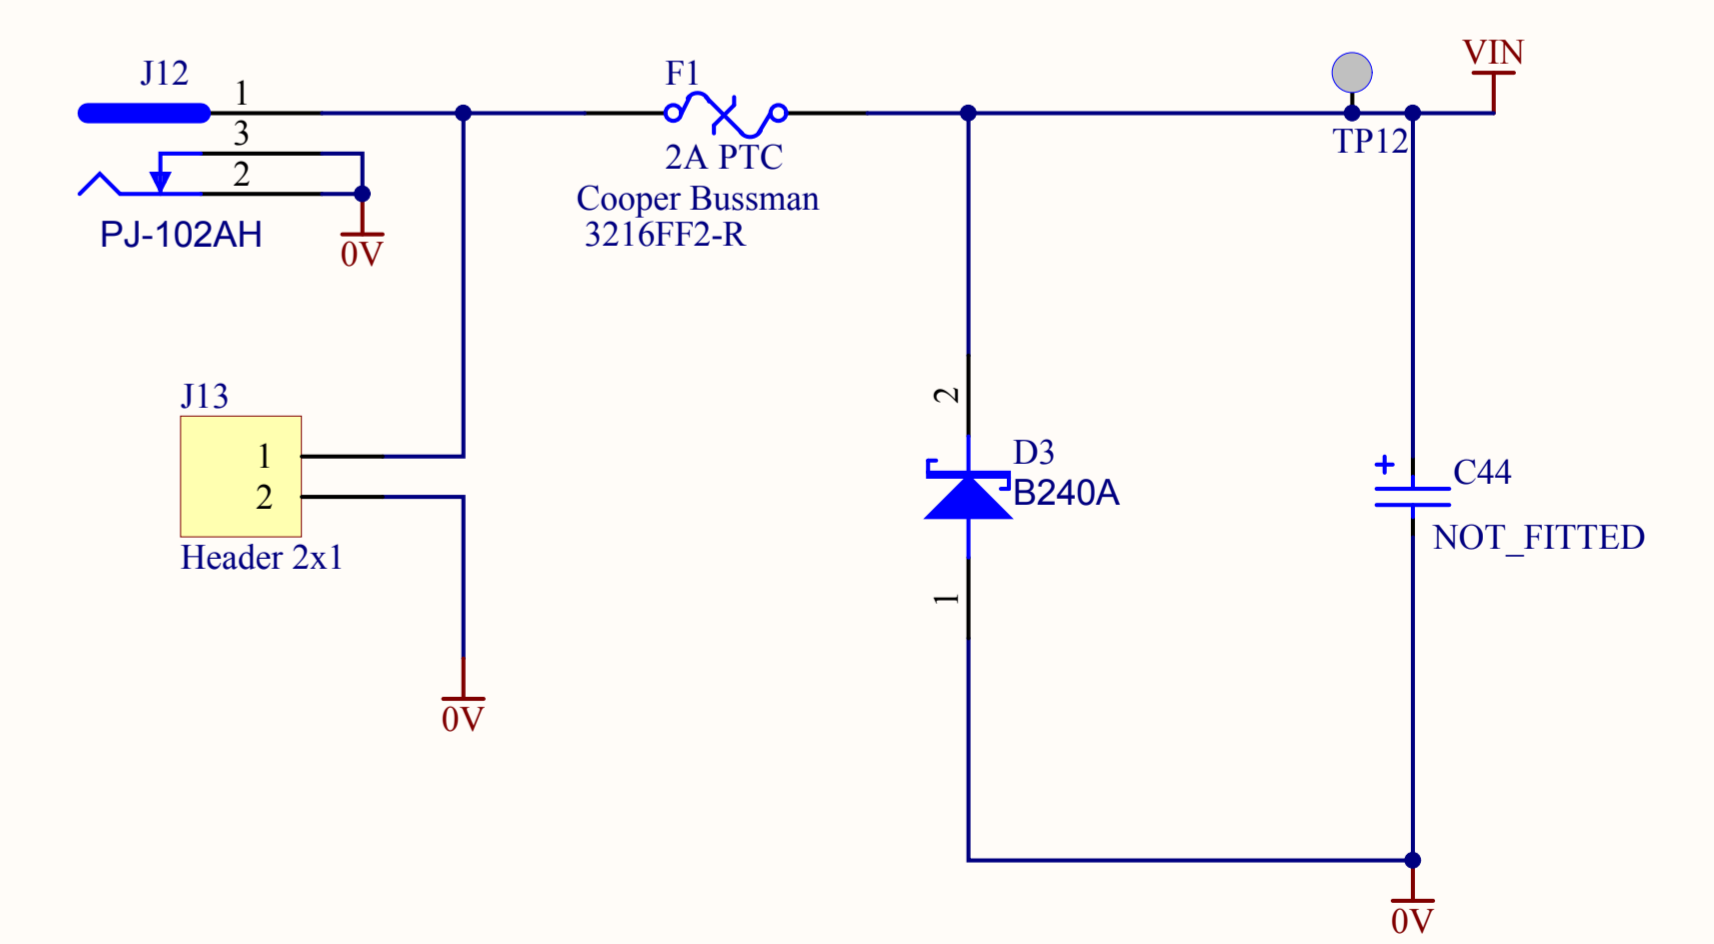 J12
1
3
2
PJ-102AH
0V
F1
2A PTC
Cooper Bussman
3216FF2-R
TP12
VIN
J13
1
2
Header 2x1
0V
2
D3
B240A
1
+
C44
NOT_FITTED
0V